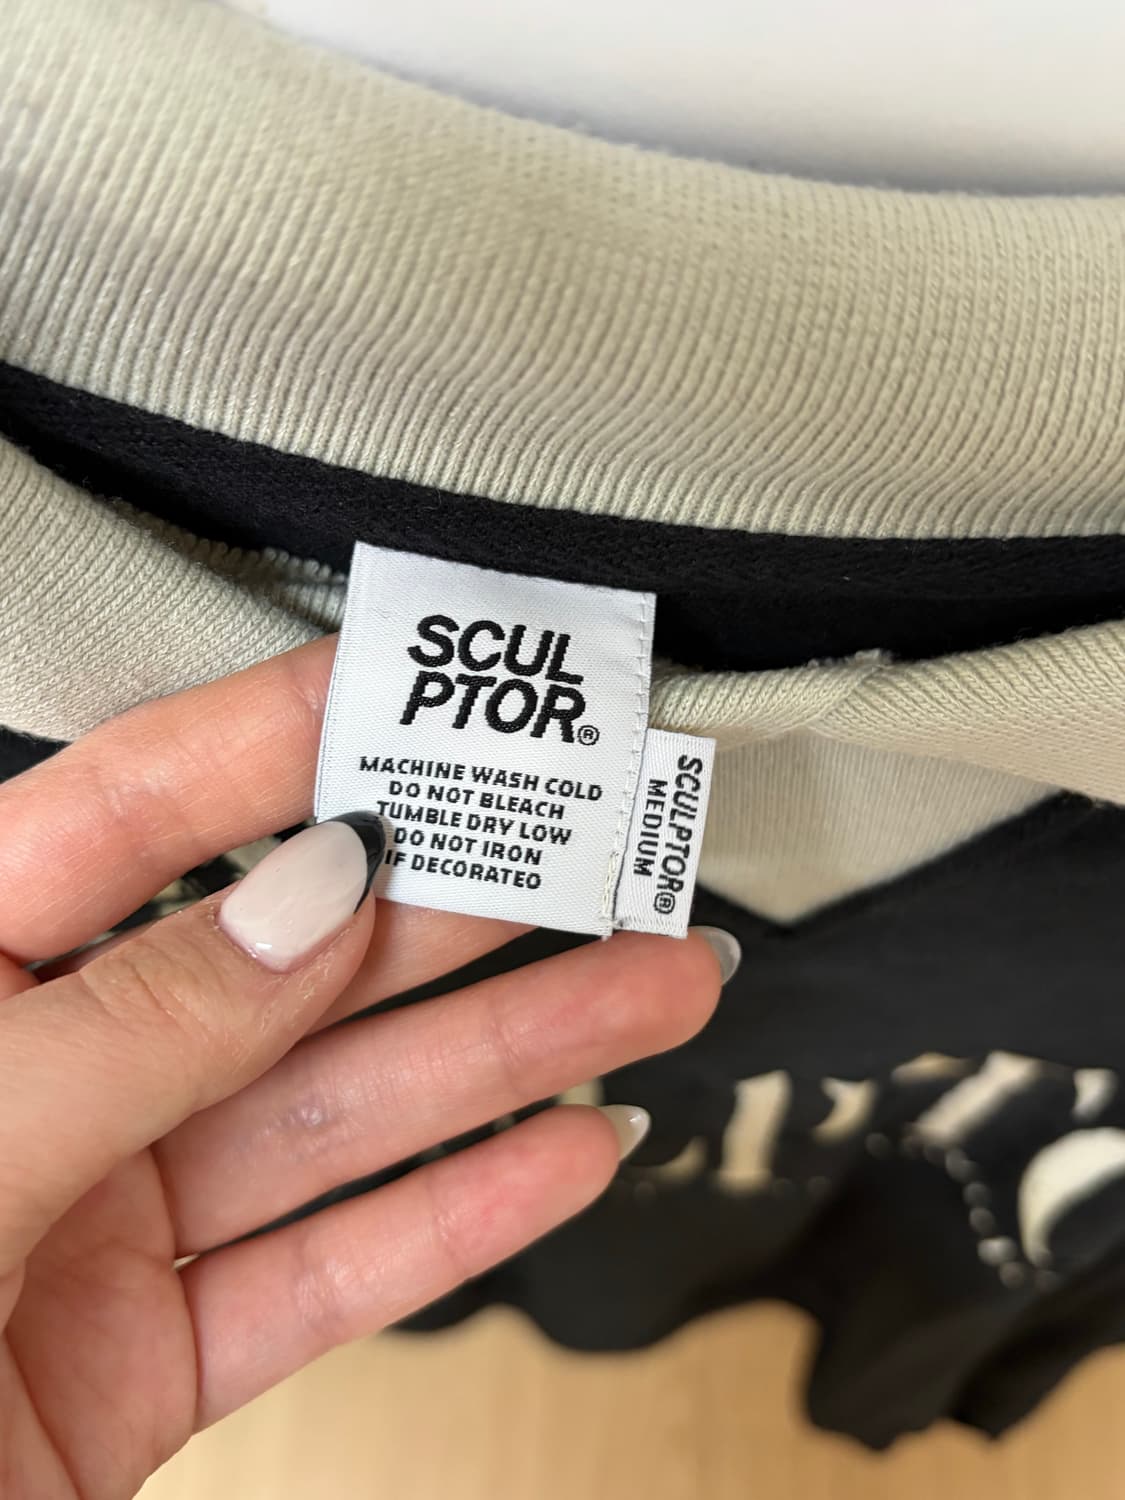 SCUL
PTOR®
MACHINE WASH COLD
DO NOT BLEACH
TUMBLE DRY LOW
DO NOT IRON
IF DECORATED
SCULPTOR®
MEDIUM